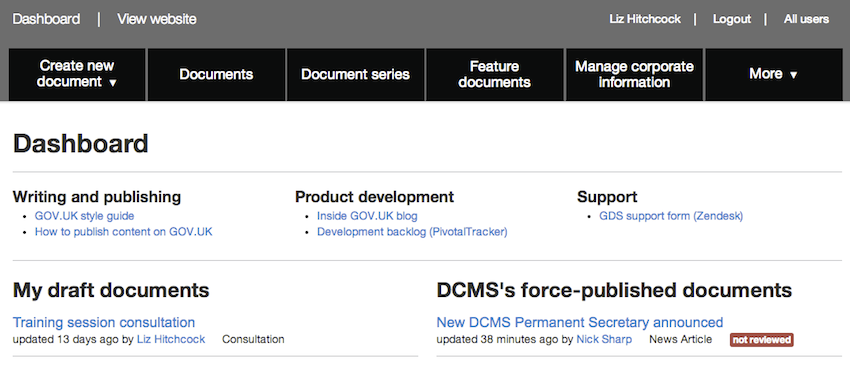 Dashboard | View website Liz Hitchcock | Logout | All users
Create new document ▼
Documents
Document series
Feature documents
Manage corporate information
More ▼
Dashboard
Writing and publishing
• GOV.UK style guide
• How to publish content on GOV.UK
Product development
• Inside GOV.UK blog
• Development backlog (PivotalTracker)
Support
• GDS support form (Zendesk)
My draft documents
Training session consultation
updated 13 days ago by Liz Hitchcock Consultation
DCMS's force-published documents
New DCMS Permanent Secretary announced
updated 38 minutes ago by Nick Sharp News Article not reviewed